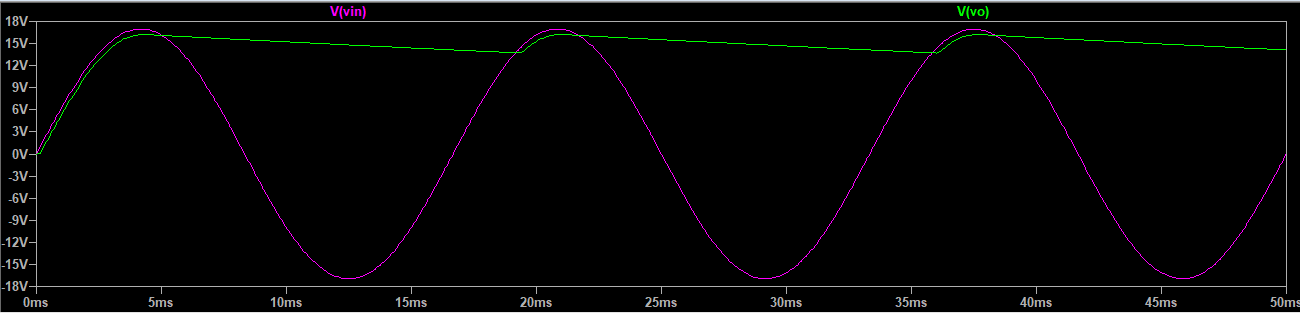 V(vin) V(vo)
18V
15V
12V
9V
6V
3V
0V
-3V
-6V
-9V
-12V
-15V
-18V
0ms 5ms 10ms 15ms 20ms 25ms 30ms 35ms 40ms 45ms 50ms